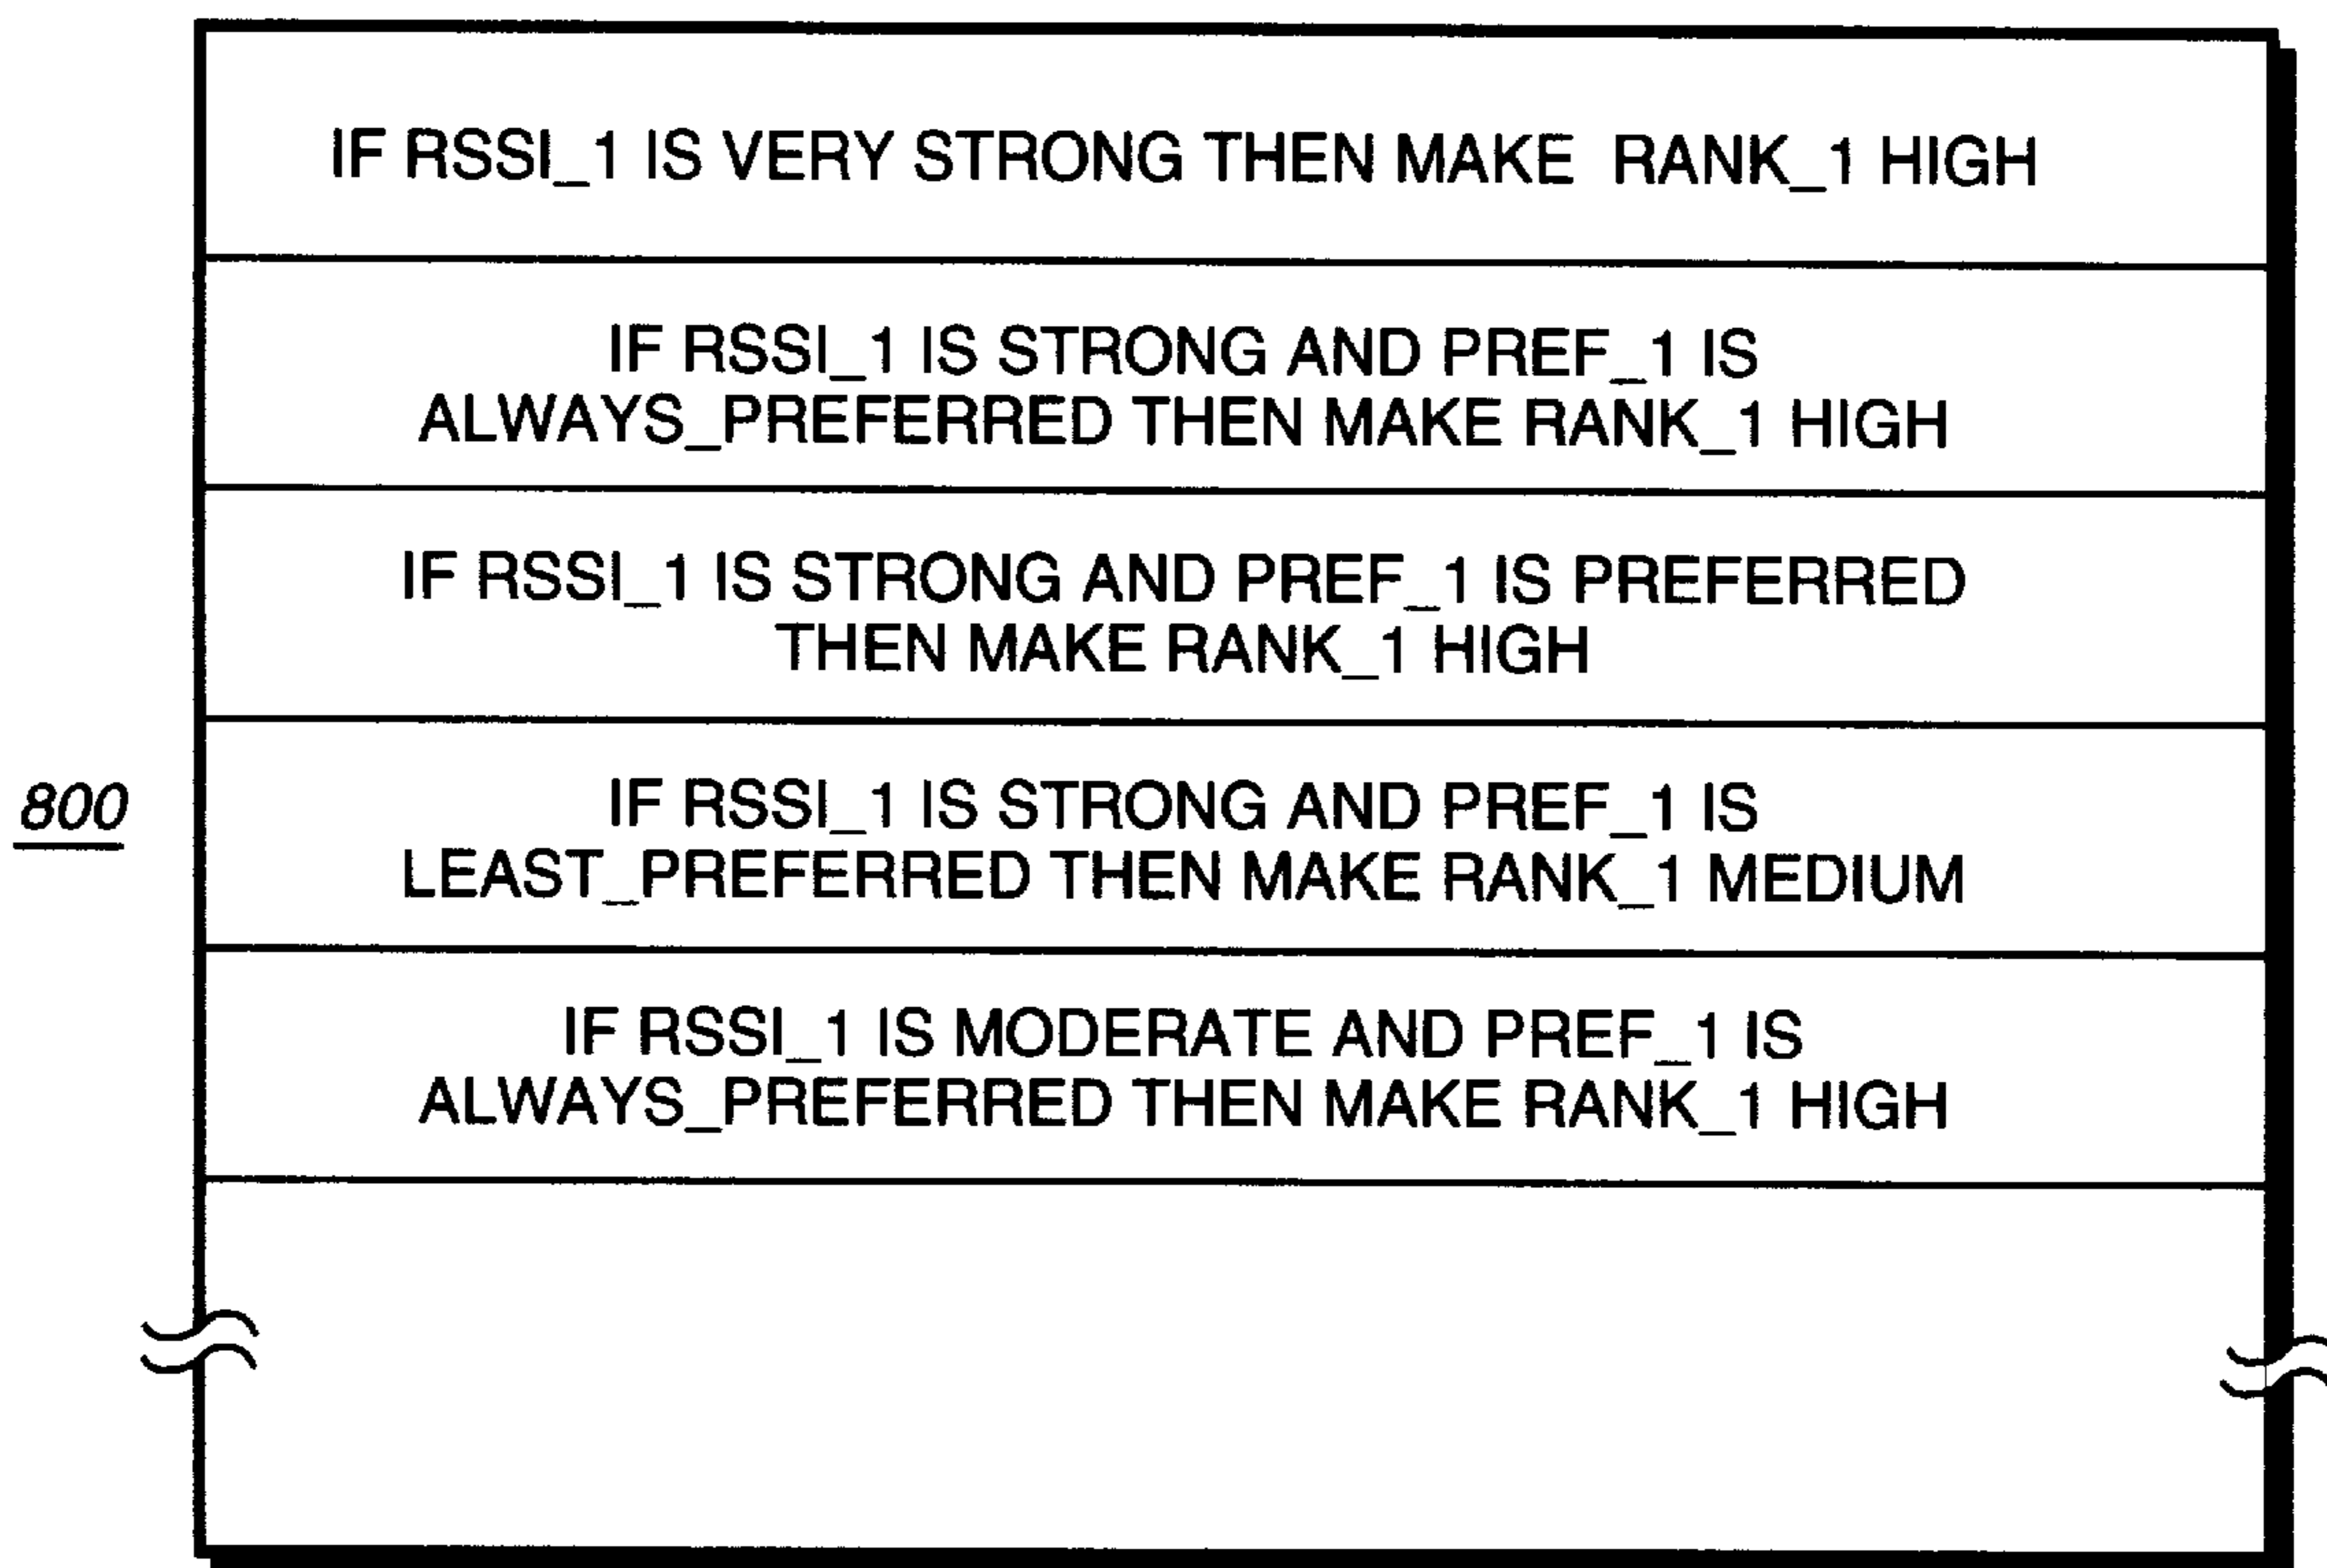 IF RSSI_1 IS VERY STRONG THEN MAKE RANK_1 HIGH
IF RSSI_1 IS STRONG AND PREF_1 IS
ALWAYS_PREFERRED THEN MAKE RANK_1 HIGH
IF RSSI_1 IS STRONG AND PREF_1 IS PREFERRED
THEN MAKE RANK_1 HIGH
800
IF RSSI_1 IS STRONG AND PREF_1 IS
LEAST_PREFERRED THEN MAKE RANK_1 MEDIUM
IF RSSI_1 IS MODERATE AND PREF_1 IS
ALWAYS_PREFERRED THEN MAKE RANK_1 HIGH